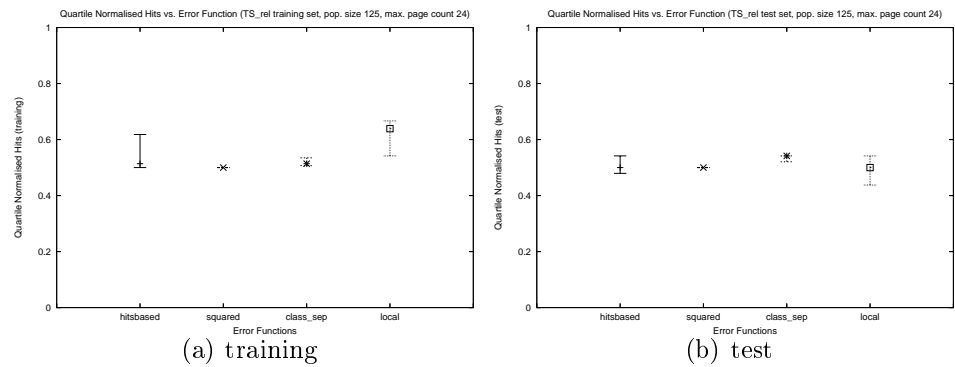 Quartile Normalised Hits vs. Error Function (TS_rel training set, pop. size 125, max. page count 24)
Quartile Normalised Hits (training)
1
0.8
0.6
0.4
0.2
0
hitsbased squared class_sep local
Error Functions
(a) training
Quartile Normalised Hits vs. Error Function (TS_rel test set, pop. size 125, max. page count 24)
Quartile Normalised Hits (test)
1
0.8
0.6
0.4
0.2
0
hitsbased squared class_sep local
Error Functions
(b) test